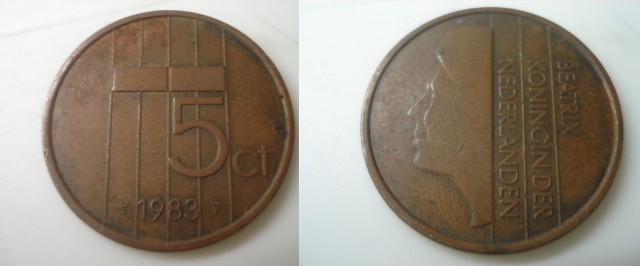 5 ct
1983
BEATRIX
KONINGIN DER
NEDERLANDEN